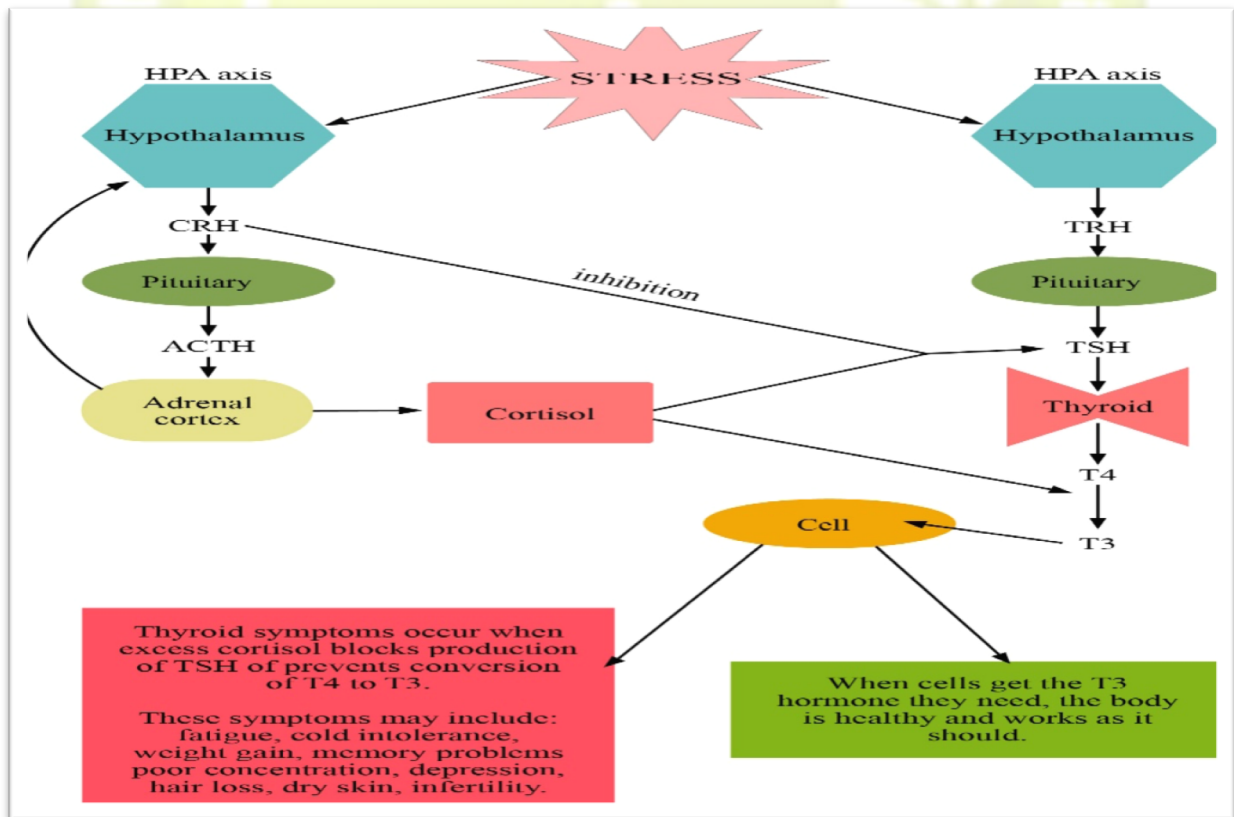 STRESS
HPA axis
Hypothalamus
CRH
Pituitary
ACTH
Adrenal
cortex
Cortisol
inhibition
HPA axis
Hypothalamus
TRH
Pituitary
TSH
Thyroid
T4
T3
Cell
Thyroid symptoms occur when
excess cortisol blocks production
of TSH of prevents conversion
of T4 to T3.
These symptoms may include:
fatigue, cold intolerance,
weight gain, memory problems
poor concentration, depression,
hair loss, dry skin, infertility.
When cells get the T3
hormone they need, the body
is healthy and works as it
should.